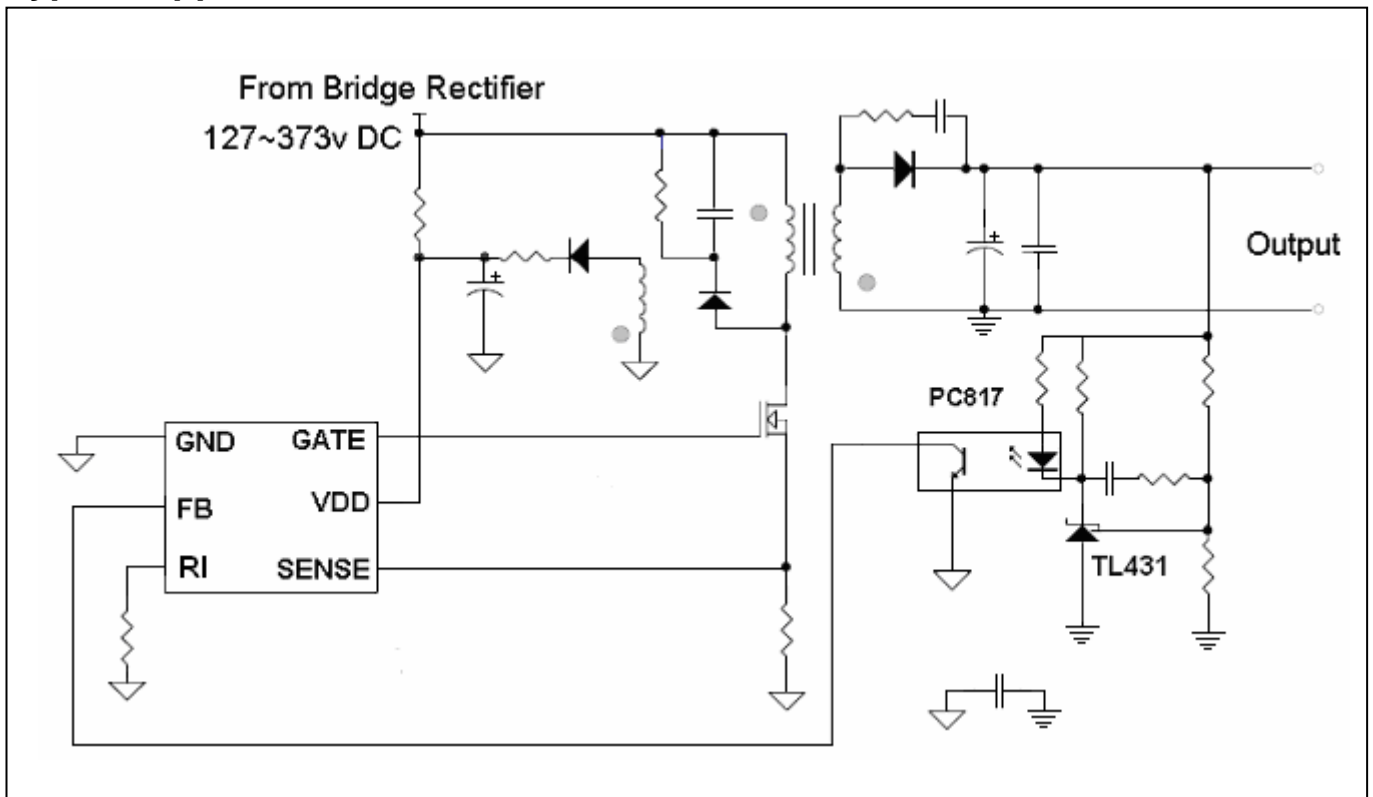 From Bridge Rectifier
127~373v DC
+
+
Output
PC817
GND GATE
FB VDD
RI SENSE
TL431